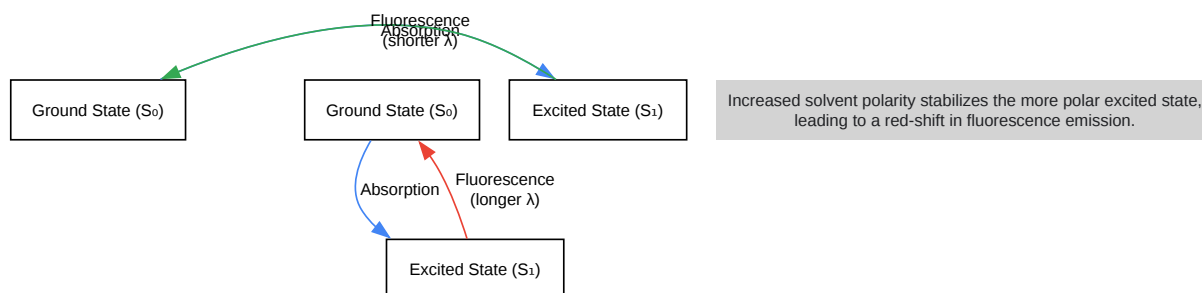 Fluorescence
(shorter λ)
Absorption
Ground State (S₀)
Ground State (S₀)
Excited State (S₁)
Increased solvent polarity stabilizes the more polar excited state,
leading to a red-shift in fluorescence emission.
Absorption
Fluorescence
(longer λ)
Excited State (S₁)